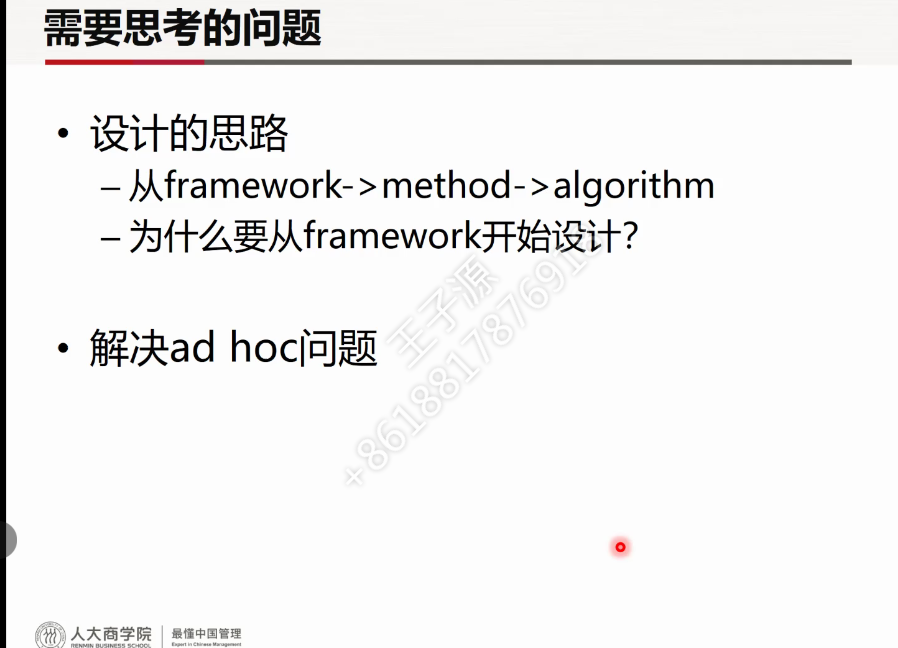 需要思考的问题
• 设计的思路
– 从framework->method->algorithm
– 为什么要从framework开始设计?
• 解决ad hoc问题
王子源
+8618817876918
人大商学院
RENMIN BUSINESS SCHOOL
最懂中国管理
Expert in Chinese Management